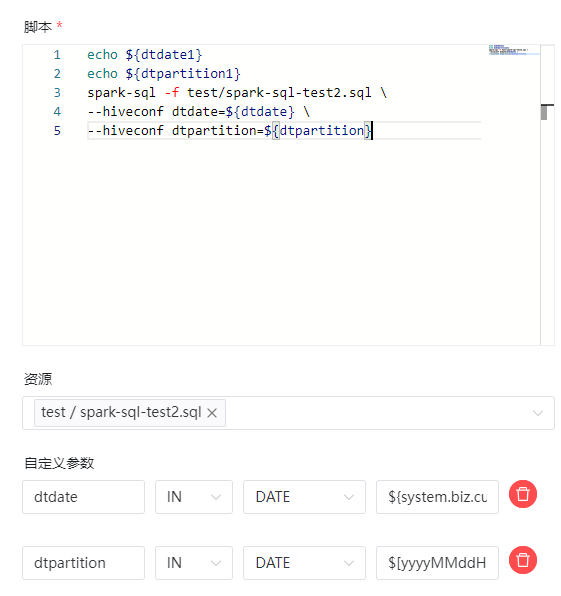 脚本 *
1 echo ${dtdate1}
2 echo ${dtpartition1}
3 spark-sql -f test/spark-sql-test2.sql \
4 --hiveconf dtdate=${dtdate} \
5 --hiveconf dtpartition=${dtpartition}
资源
test / spark-sql-test2.sql ×
自定义参数
dtdate IN DATE ${system.biz.cu
dtpartition IN DATE $[yyyyMMddH